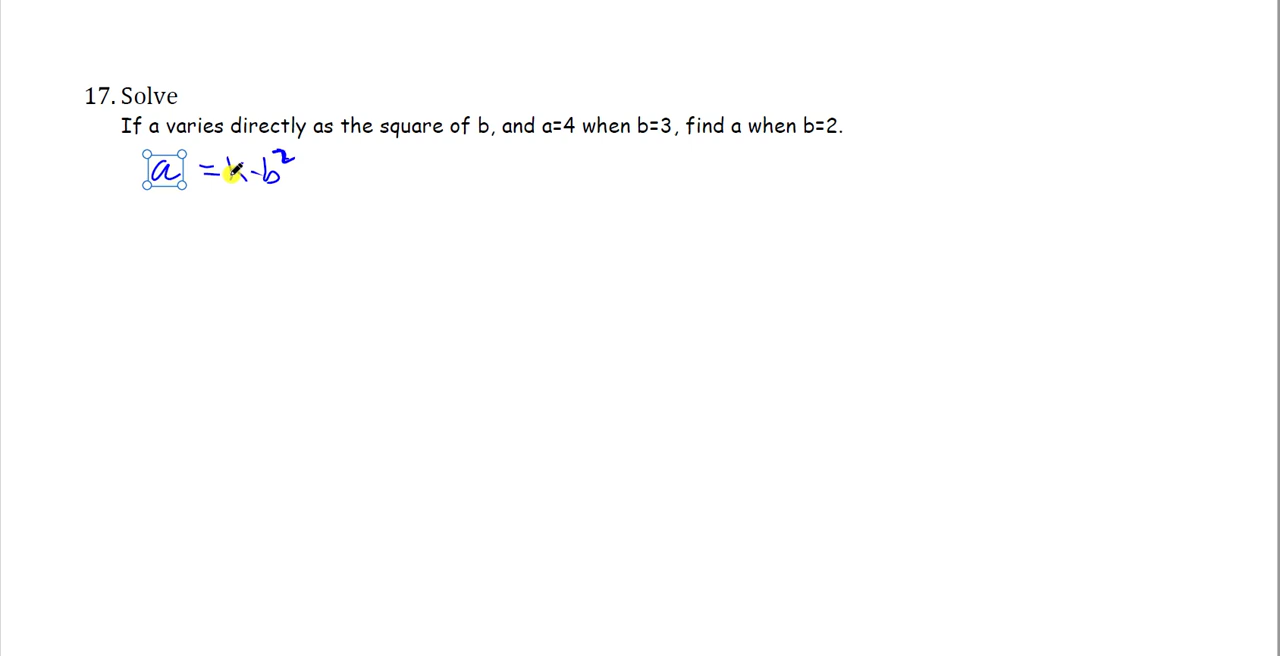 17. Solve
If a varies directly as the square of b, and a=4 when b=3, find a when b=2.
a = k·b²